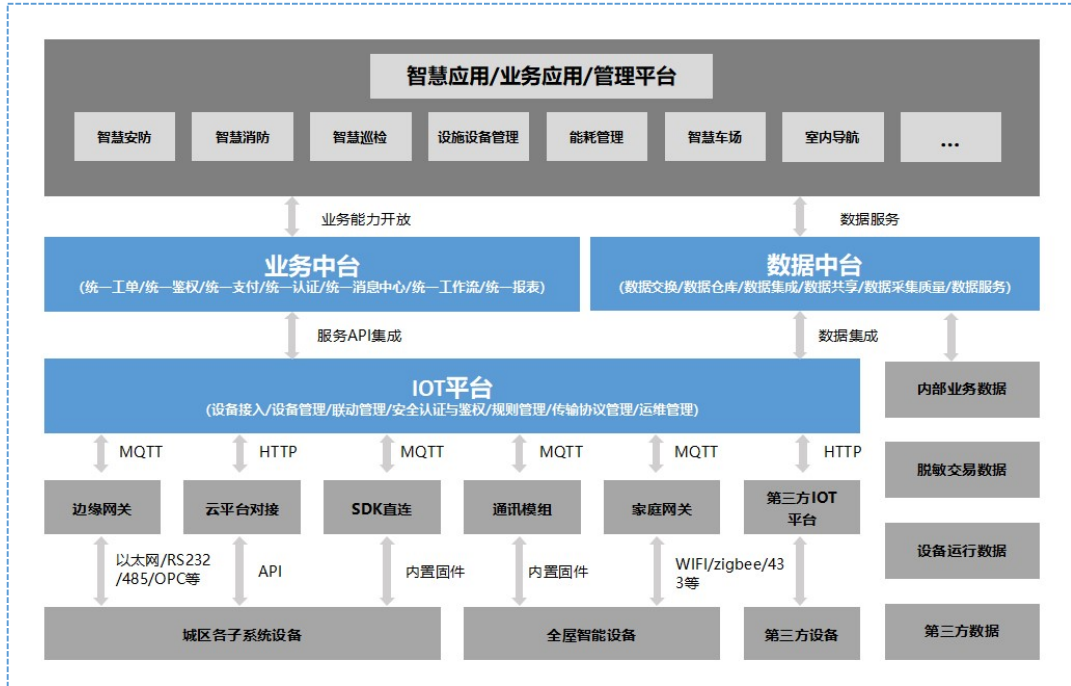 智慧应用/业务应用/管理平台
智慧安防
智慧消防
智慧巡检
设施设备管理
能耗管理
智慧车场
室内导航
...
业务能力开放
数据服务
业务中台
(统一工单/统一鉴权/统一支付/统一认证/统一消息中心/统一工作流/统一报表)
数据中台
(数据交换/数据仓库/数据集成/数据共享/数据采集质量/数据服务)
服务API集成
数据集成
IOT平台
(设备接入/设备管理/联动管理/安全认证与鉴权/规则管理/传输协议管理/运维管理)
内部业务数据
MQTT
HTTP
MQTT
MQTT
MQTT
HTTP
脱敏交易数据
边缘网关
云平台对接
SDK直连
通讯模组
家庭网关
第三方IOT
平台
以太网/RS232
/485/OPC等
API
内置固件
内置固件
WIFI/zigbee/43
3等
设备运行数据
城区各子系统设备
全屋智能设备
第三方设备
第三方数据